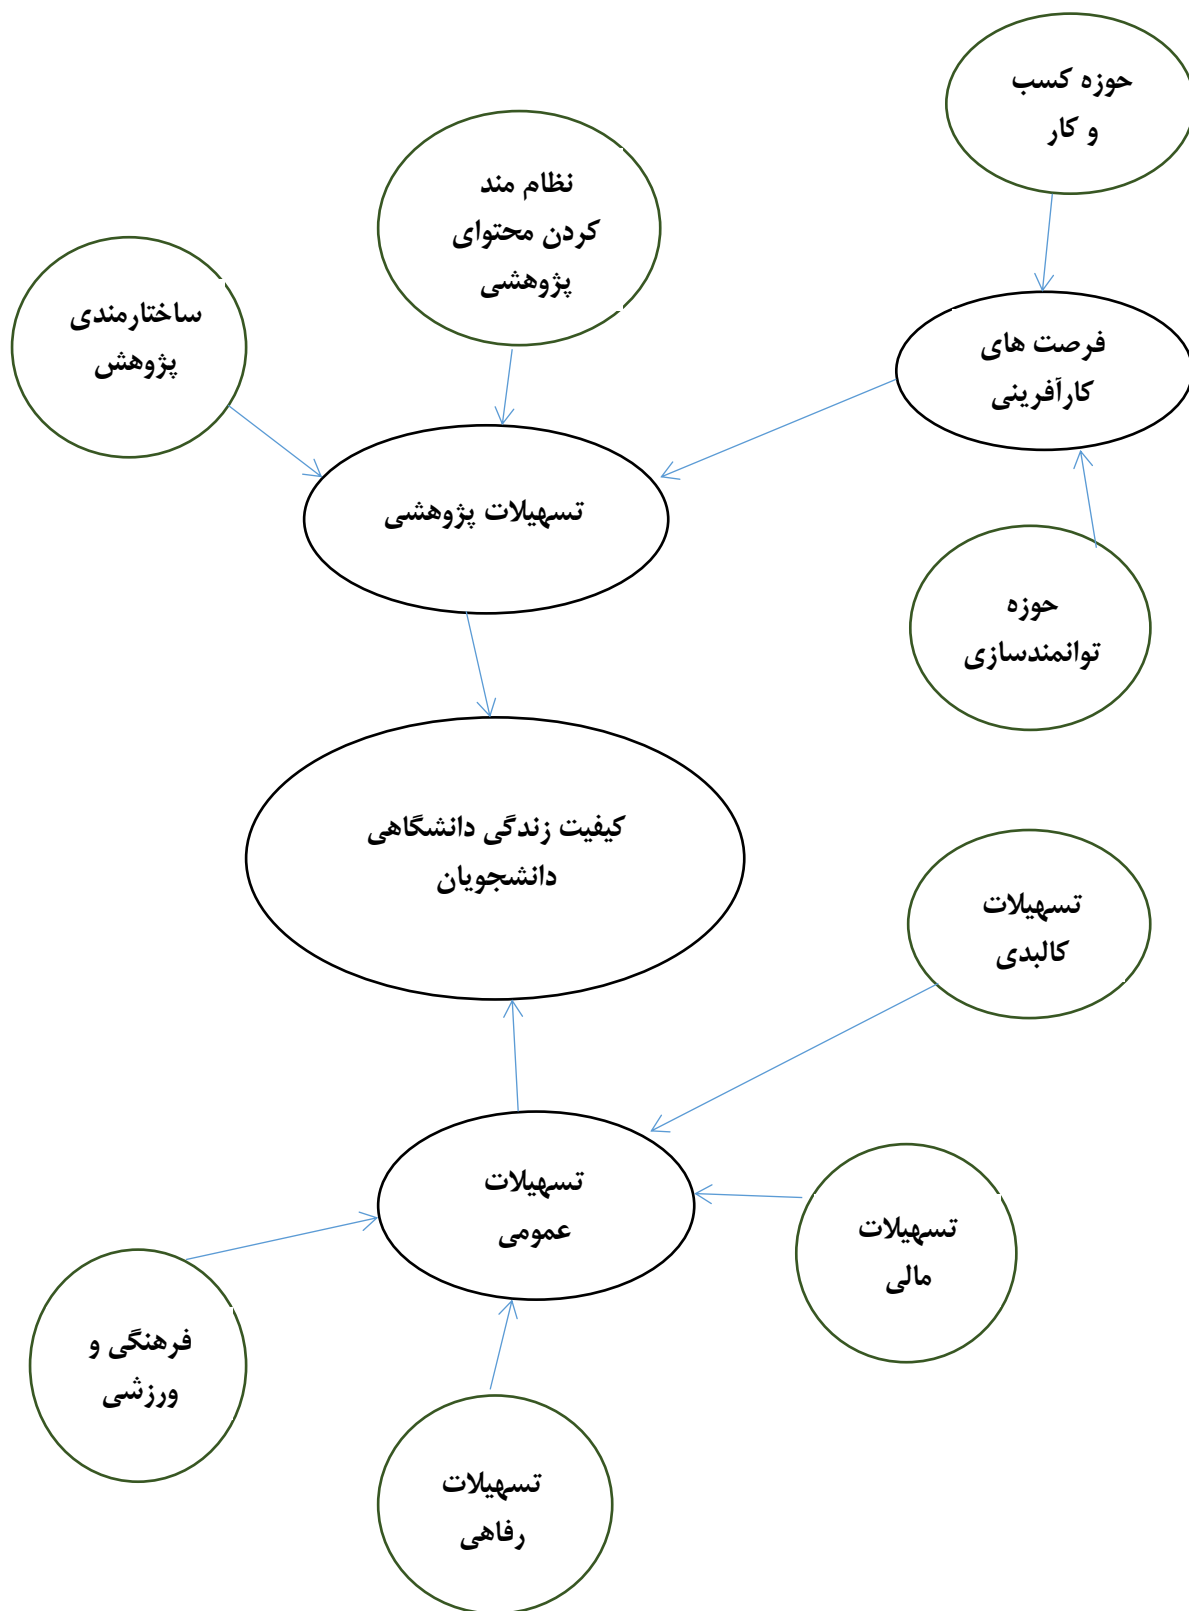 حوزه کسب
و کار
نظام مند
کردن محتوای
پژوهشی
ساختارمندی
پژوهش
فرصت های
کارآفرینی
تسهیلات پژوهشی
حوزه
توانمندسازی
کیفیت زندگی دانشگاهی
دانشجویان
تسهیلات
کالبدی
تسهیلات
عمومی
تسهیلات
مالی
فرهنگی و
ورزشی
تسهیلات
رفاهی